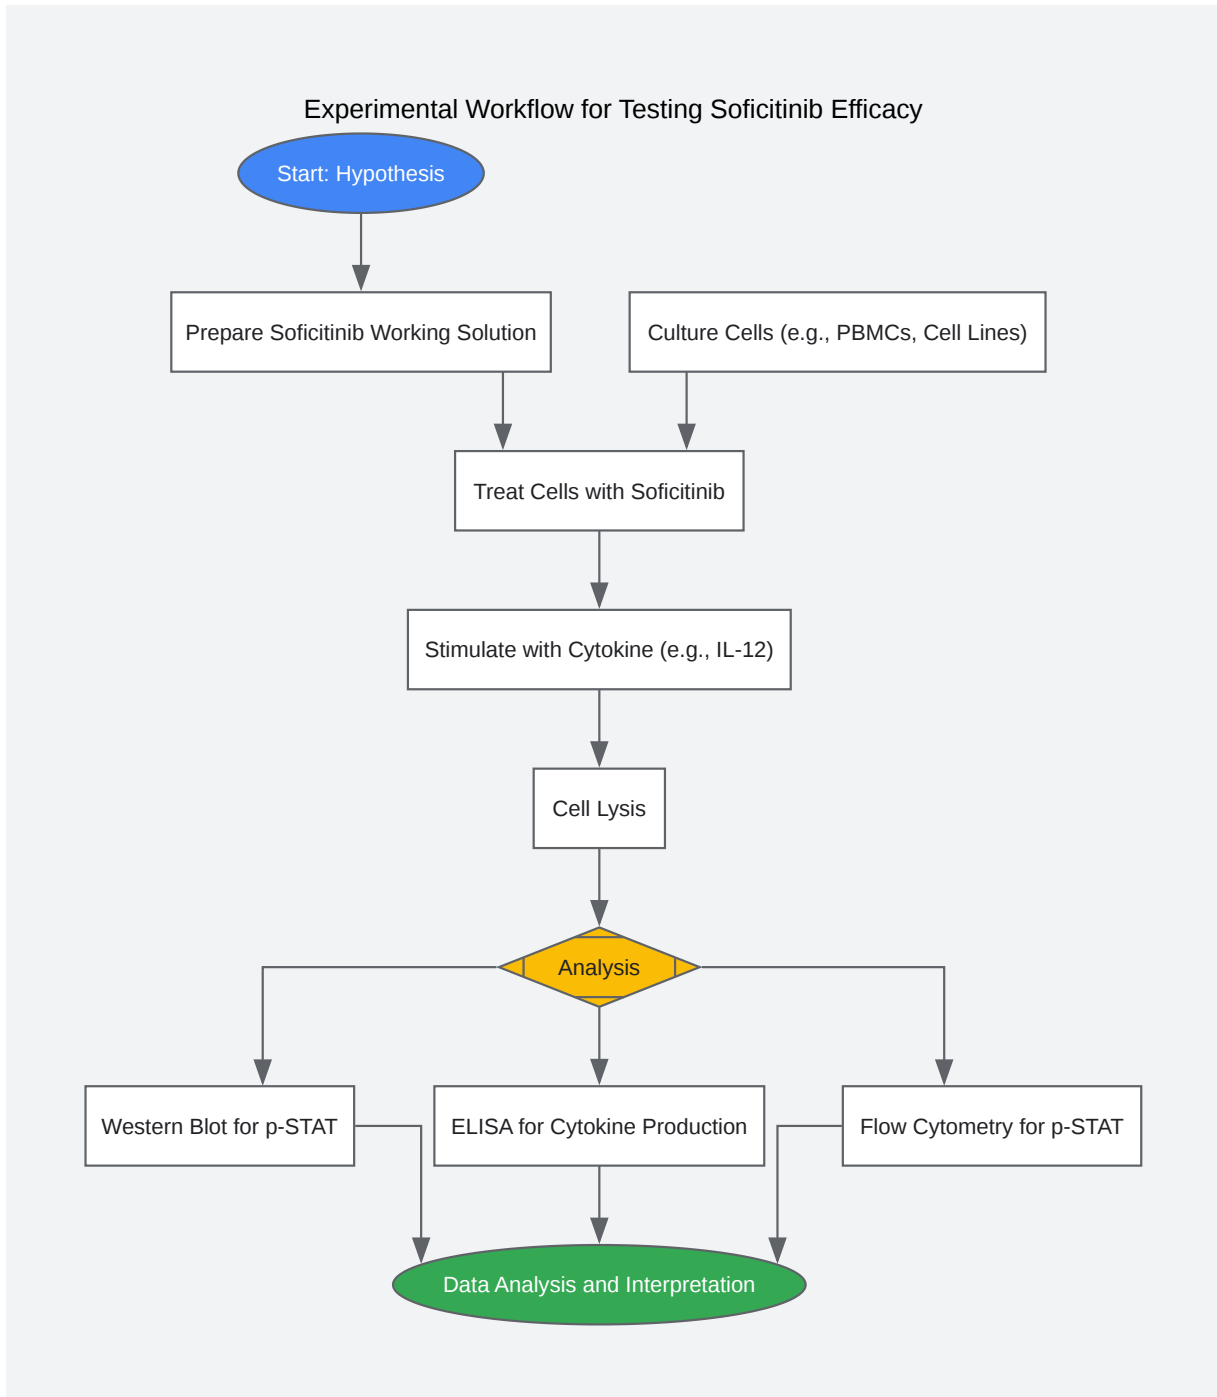 Experimental Workflow for Testing Soficitinib Efficacy
Start: Hypothesis
Prepare Soficitinib Working Solution
Culture Cells (e.g., PBMCs, Cell Lines)
Treat Cells with Soficitinib
Stimulate with Cytokine (e.g., IL-12)
Cell Lysis
Analysis
Western Blot for p-STAT
ELISA for Cytokine Production
Flow Cytometry for p-STAT
Data Analysis and Interpretation